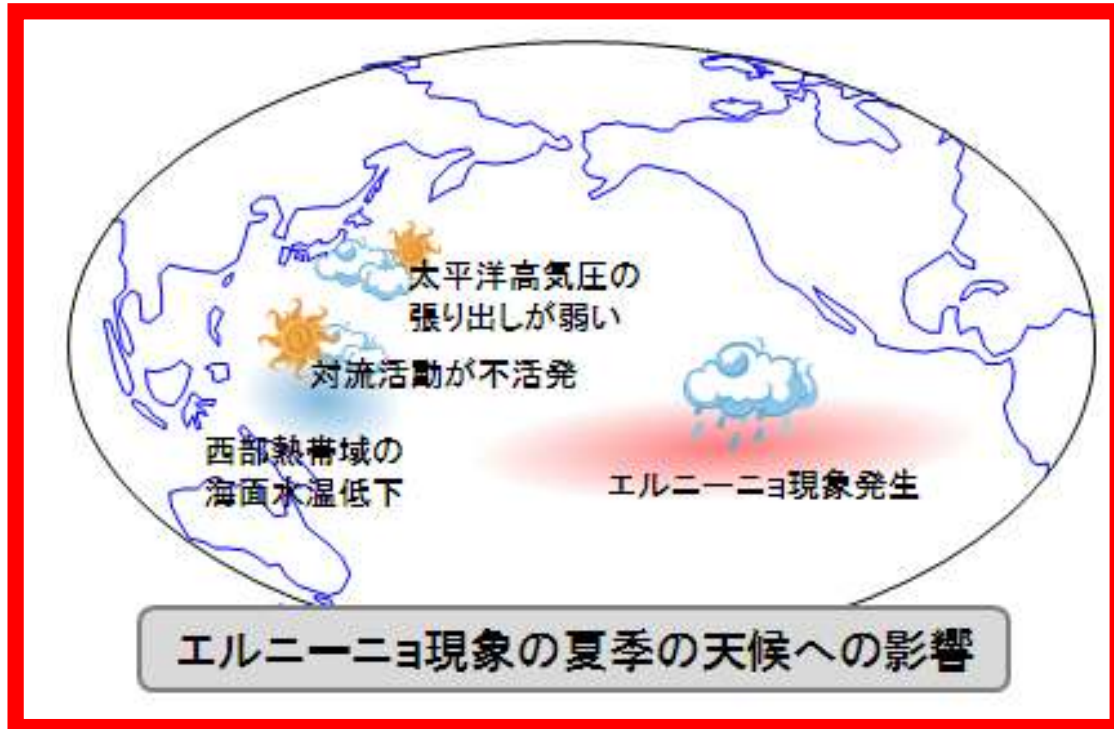 太平洋高気圧の
張り出しが弱い
対流活動が不活発
西部熱帯域の
海面水温低下
エルニーニョ現象発生
エルニーニョ現象の夏季の天候への影響